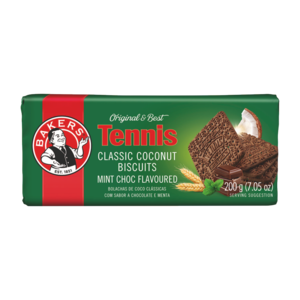 Original & Best
Tennis
BAKERS
EST. 1851
CLASSIC COCONUT
BISCUITS
MINT CHOC FLAVOURED
BOLACHAS DE COCO CLÁSSICAS
COM SABOR A CHOCOLATE E MENTA
200 g (7.05 oz)
SERVING SUGGESTION